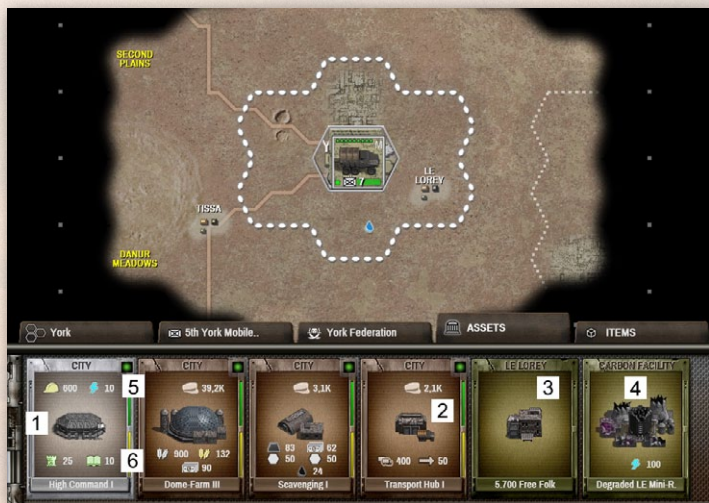 SECOND
PLAINS
Y
7
LE
LOREY
TISSA
DANUR
MEADOWS
York
5th York Mobile..
York Federation
ASSETS
ITEMS
CITY
600 10
5
1
25 10
6
High Command I
CITY
39,2K
900 132
90
Dome-Farm III
CITY
3,1K
83 62
50 50
24
Scavenging I
CITY
2,1K
2
400 50
Transport Hub I
LE LOREY
3
5.700 Free Folk
CARBON FACILITY
4
100
Degraded LE Mini-R.